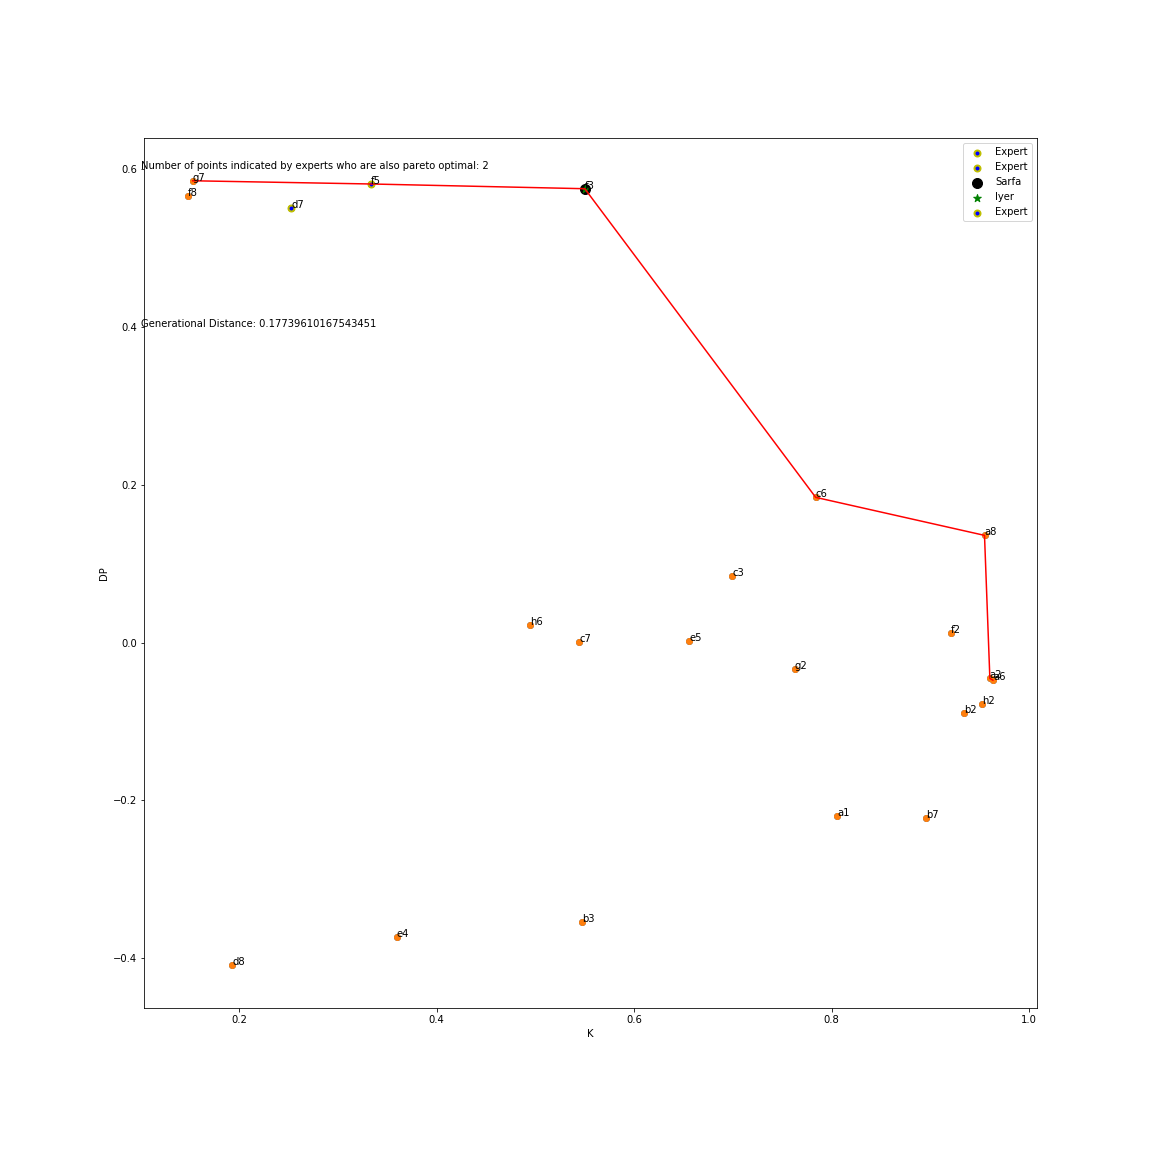 Number of points indicated by experts who are also pareto optimal: 2
Expert
Expert
Sarfa
Iyer
Expert
g7
f5
f3
f8
d7
Generational Distance: 0.17739610167543451
c6
a8
c3
h6
c7
e5
f2
g2
a2
a6
h2
b2
a1
b7
b3
e4
d8
0.6
0.4
0.2
0.0
−0.2
−0.4
DP
0.2
0.4
0.6
0.8
1.0
K